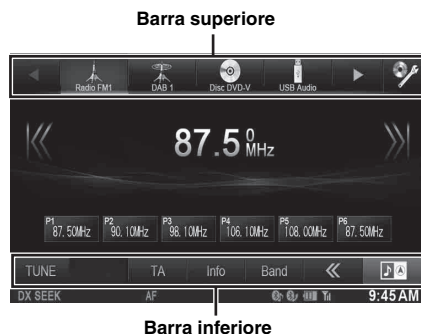 Barra superiore
Radio FM1 DAB 1 Disc DVD-V USB Audio
87.5 0 MHz
P1 P2 P3 P4 P5 P6
87.50MHz 90.10MHz 98.10MHz 106.10MHz 108.00MHz 87.50MHz
TUNE TA Info Band
DX SEEK AF 9:45 AM
Barra inferiore